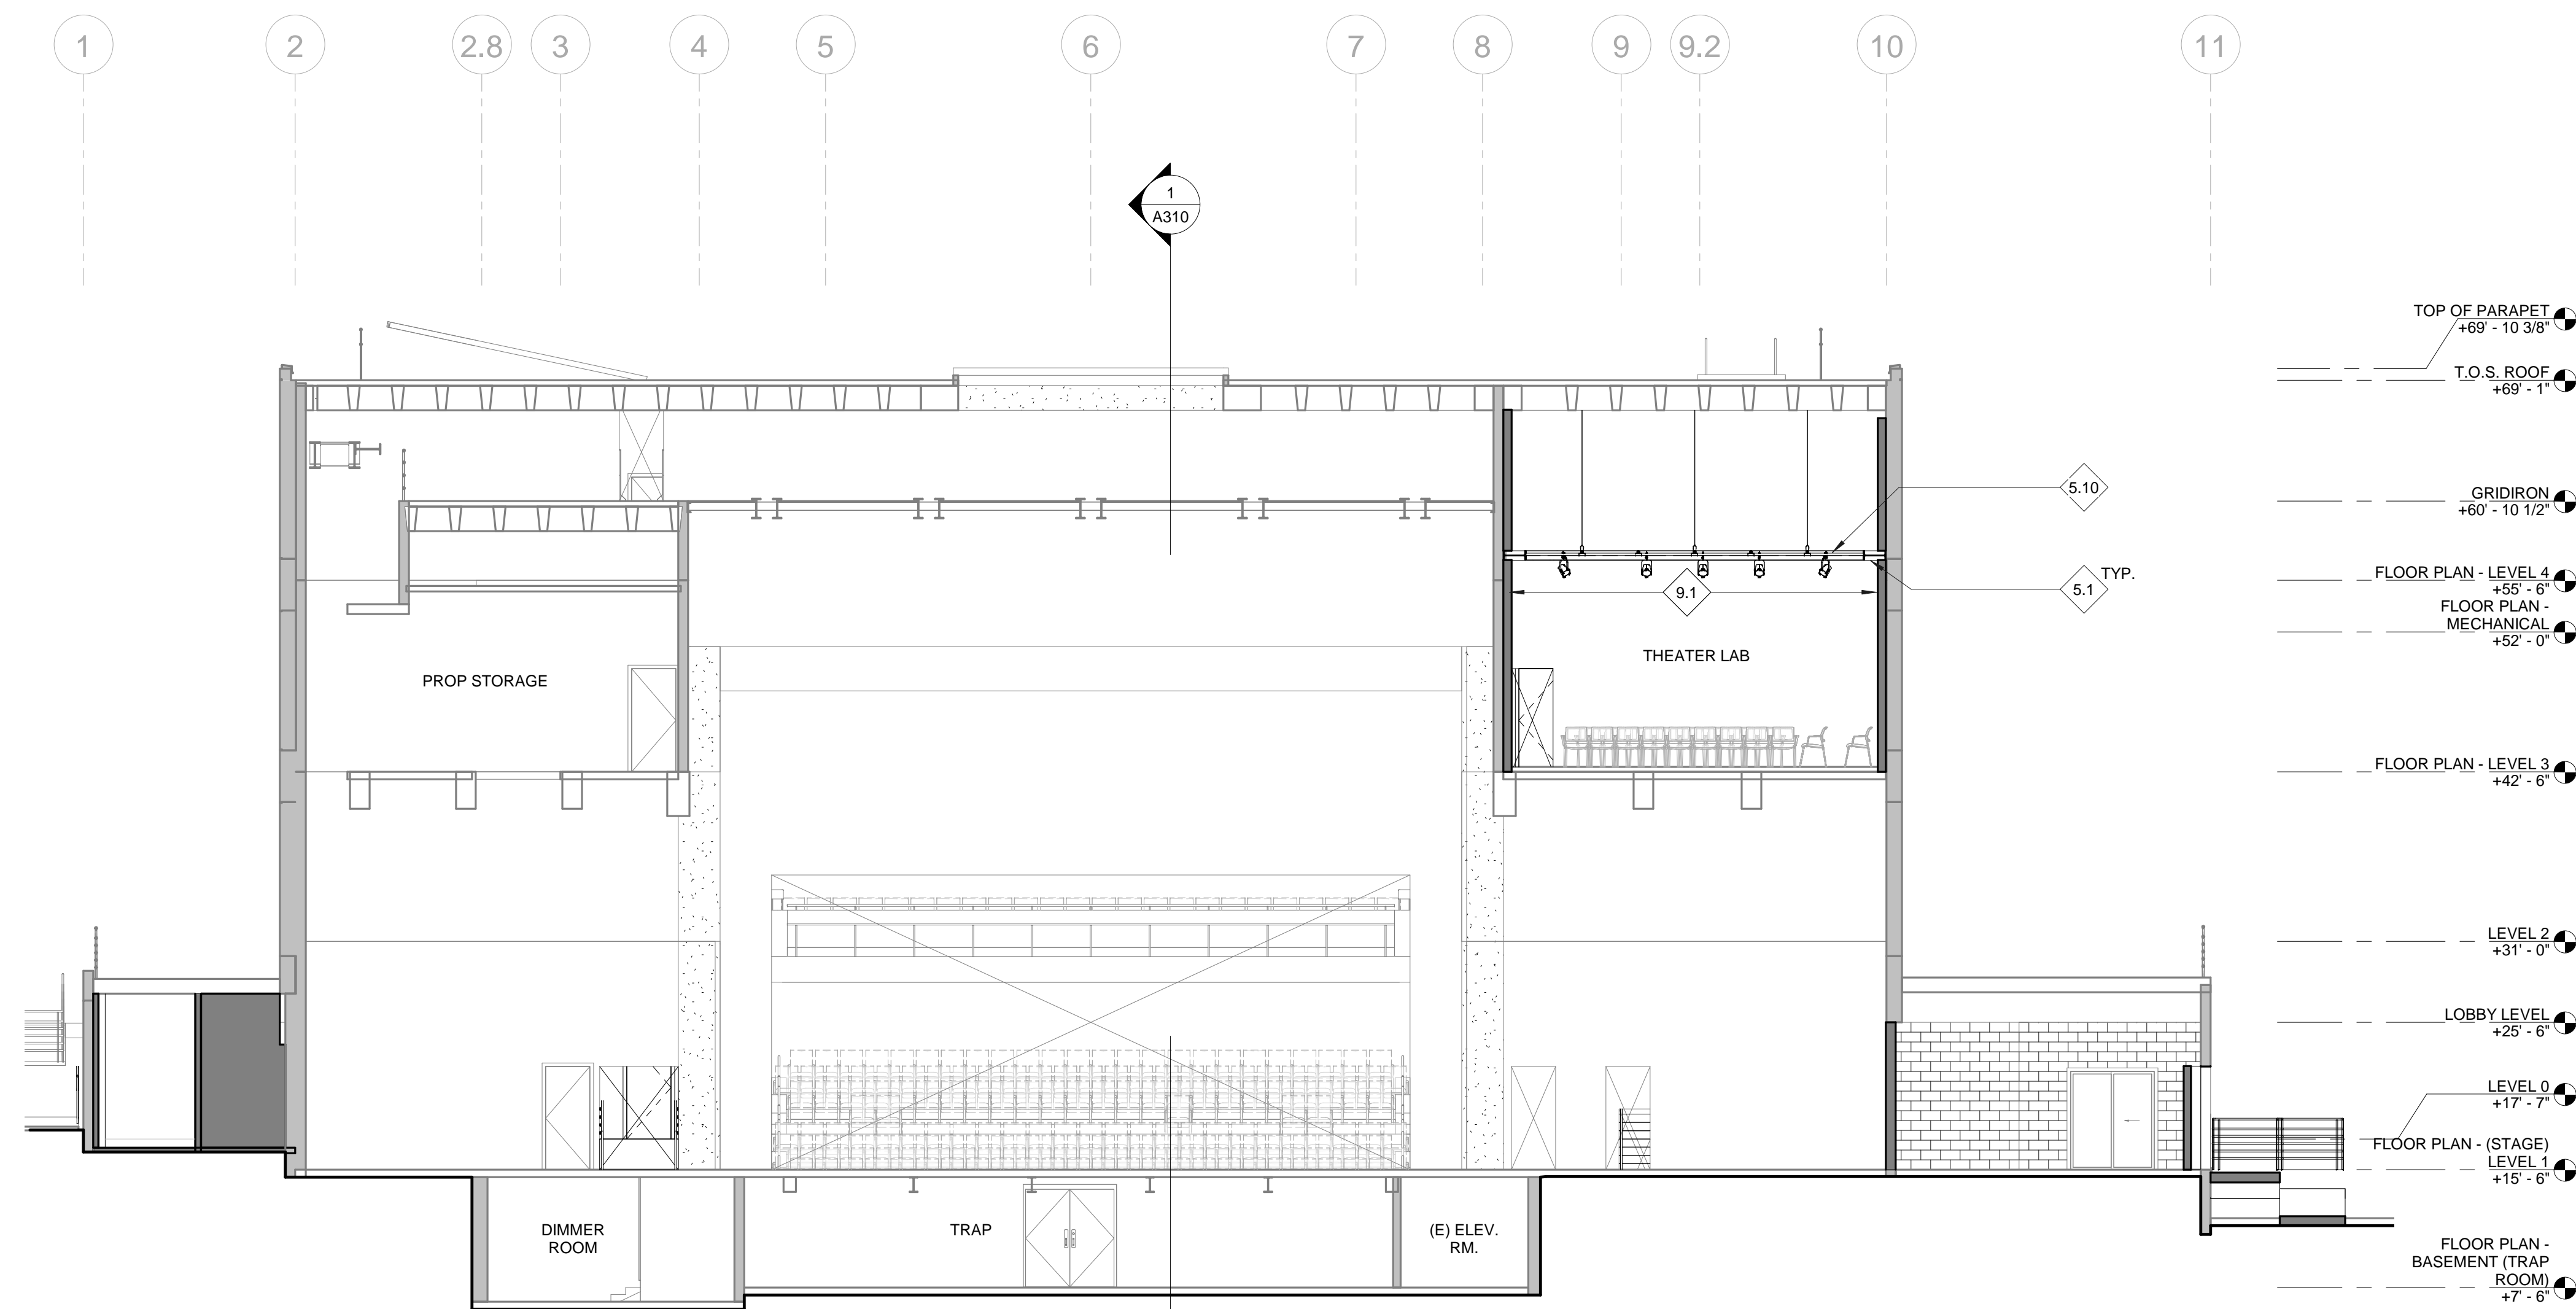 1
2
2.8
3
4
5
6
7
8
9
9.2
10
11
1
A310
TOP OF PARAPET
+69' - 10 3/8"
T.O.S. ROOF
+69' - 1"
5.10
GRIDIRON
+60' - 10 1/2"
TYP.
5.1
9.1
FLOOR PLAN - LEVEL 4
+55' - 6"
FLOOR PLAN -
MECHANICAL
+52' - 0"
PROP STORAGE
THEATER LAB
FLOOR PLAN - LEVEL 3
+42' - 6"
LEVEL 2
+31' - 0"
LOBBY LEVEL
+25' - 6"
LEVEL 0
+17' - 7"
FLOOR PLAN - (STAGE)
LEVEL 1
+15' - 6"
DIMMER
ROOM
TRAP
(E) ELEV.
RM.
FLOOR PLAN -
BASEMENT (TRAP
ROOM)
+7' - 6"